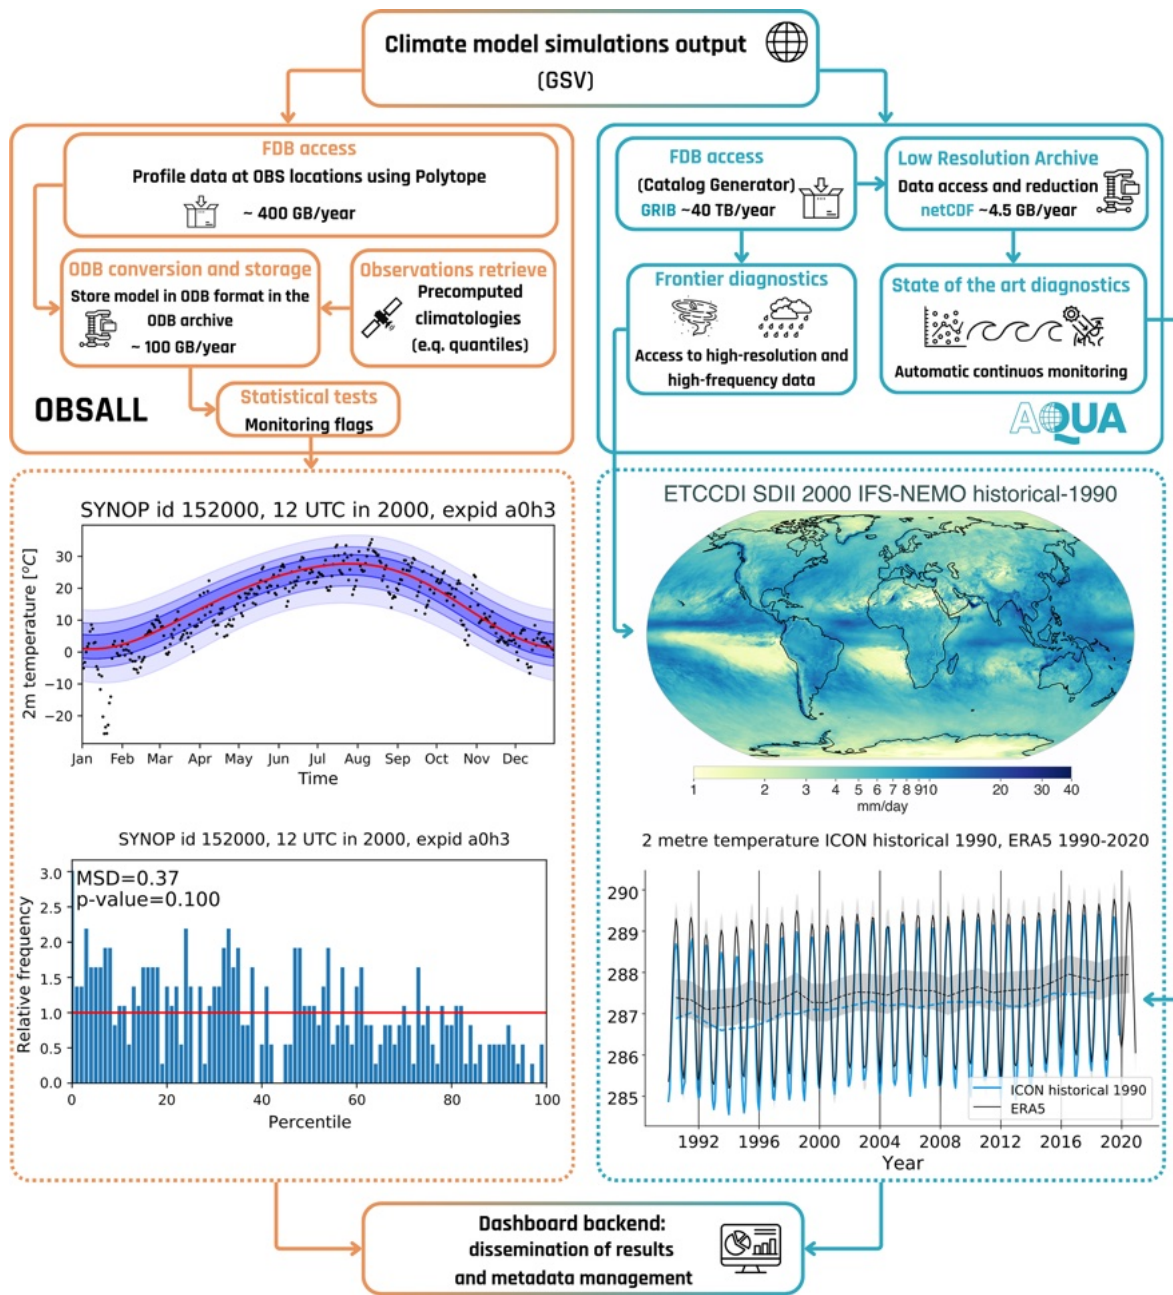 Climate model simulations output
(GSV)
FDB access
Profile data at OBS locations using Polytope
~ 400 GB/year
ODB conversion and storage
Store model in ODB format in the
ODB archive
~ 100 GB/year
Observations retrieve
Precomputed
climatologies
(e.q. quantiles)
Statistical tests
Monitoring flags
OBSALL
FDB access
(Catalog Generator)
GRIB ~40 TB/year
Low Resolution Archive
Data access and reduction
netCDF ~4.5 GB/year
Frontier diagnostics
Access to high-resolution and
high-frequency data
State of the art diagnostics
Automatic continuos monitoring
AQUA
SYNOP id 152000, 12 UTC in 2000, expid a0h3
2m temperature [°C]
30
20
10
0
−10
−20
Jan Feb Mar Apr May Jun Jul Aug Sep Oct Nov Dec
Time
SYNOP id 152000, 12 UTC in 2000, expid a0h3
MSD=0.37
p-value=0.100
Relative frequency
3.0
2.5
2.0
1.5
1.0
0.5
0.0
0 20 40 60 80 100
Percentile
ETCCDI SDII 2000 IFS-NEMO historical-1990
1 2 3 4 5 6 7 8 9 10 20 30 40
mm/day
2 metre temperature ICON historical 1990, ERA5 1990-2020
290
289
288
287
286
285
ICON historical 1990
ERA5
1992 1996 2000 2004 2008 2012 2016 2020
Year
Dashboard backend:
dissemination of results
and metadata management